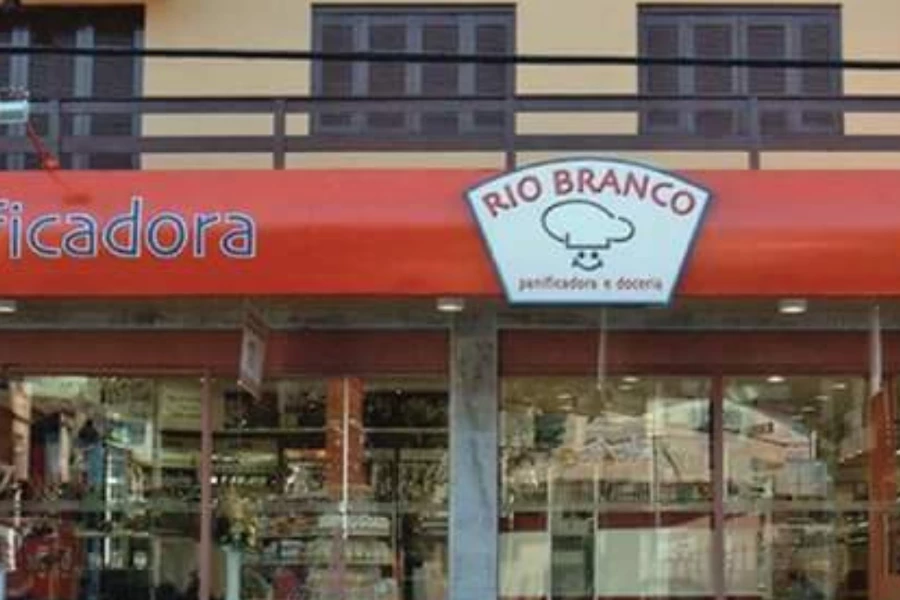 ficadora
RIO BRANCO
panificadora e doceria